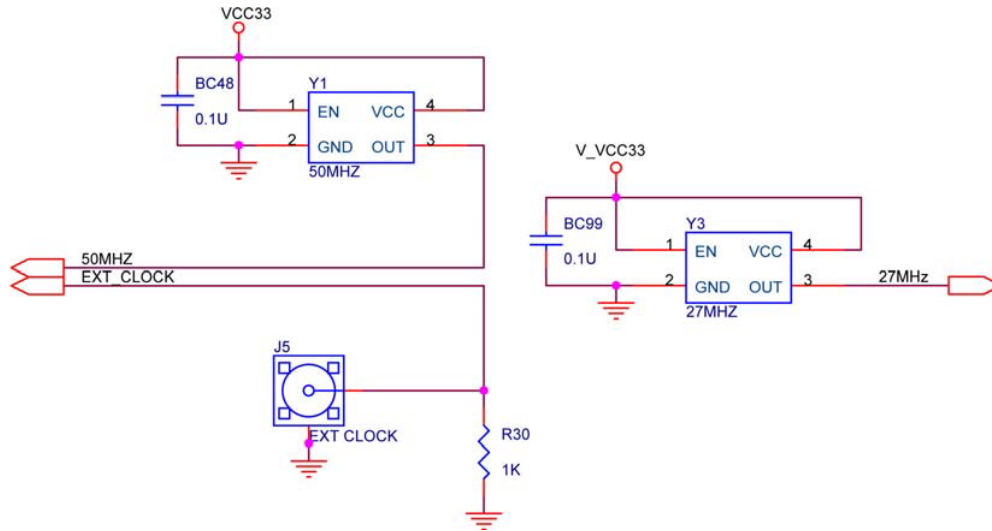 VCC33
BC48
0.1U
Y1
1 EN VCC 4
2 GND OUT 3
50MHZ
V_VCC33
BC99
0.1U
Y3
1 EN VCC 4
2 GND OUT 3
27MHZ
27MHz
50MHZ
EXT_CLOCK
J5
EXT CLOCK
R30
1K